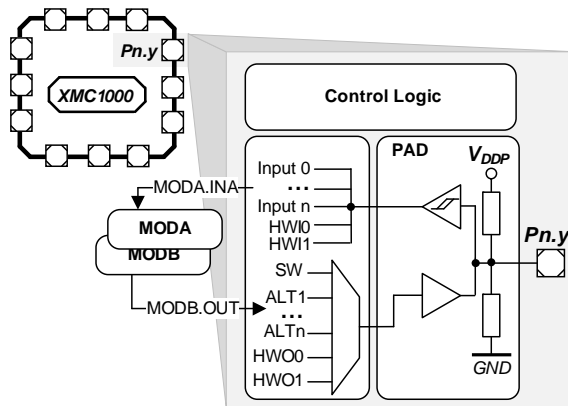 Pn.y
XMC1000
Control Logic
PAD
VDDP
Input 0
...
Input n
HWI0
HWI1
MODA.INA
MODA
MODB
MODB.OUT
SW
ALT1
...
ALTn
HWO0
HWO1
Pn.y
GND